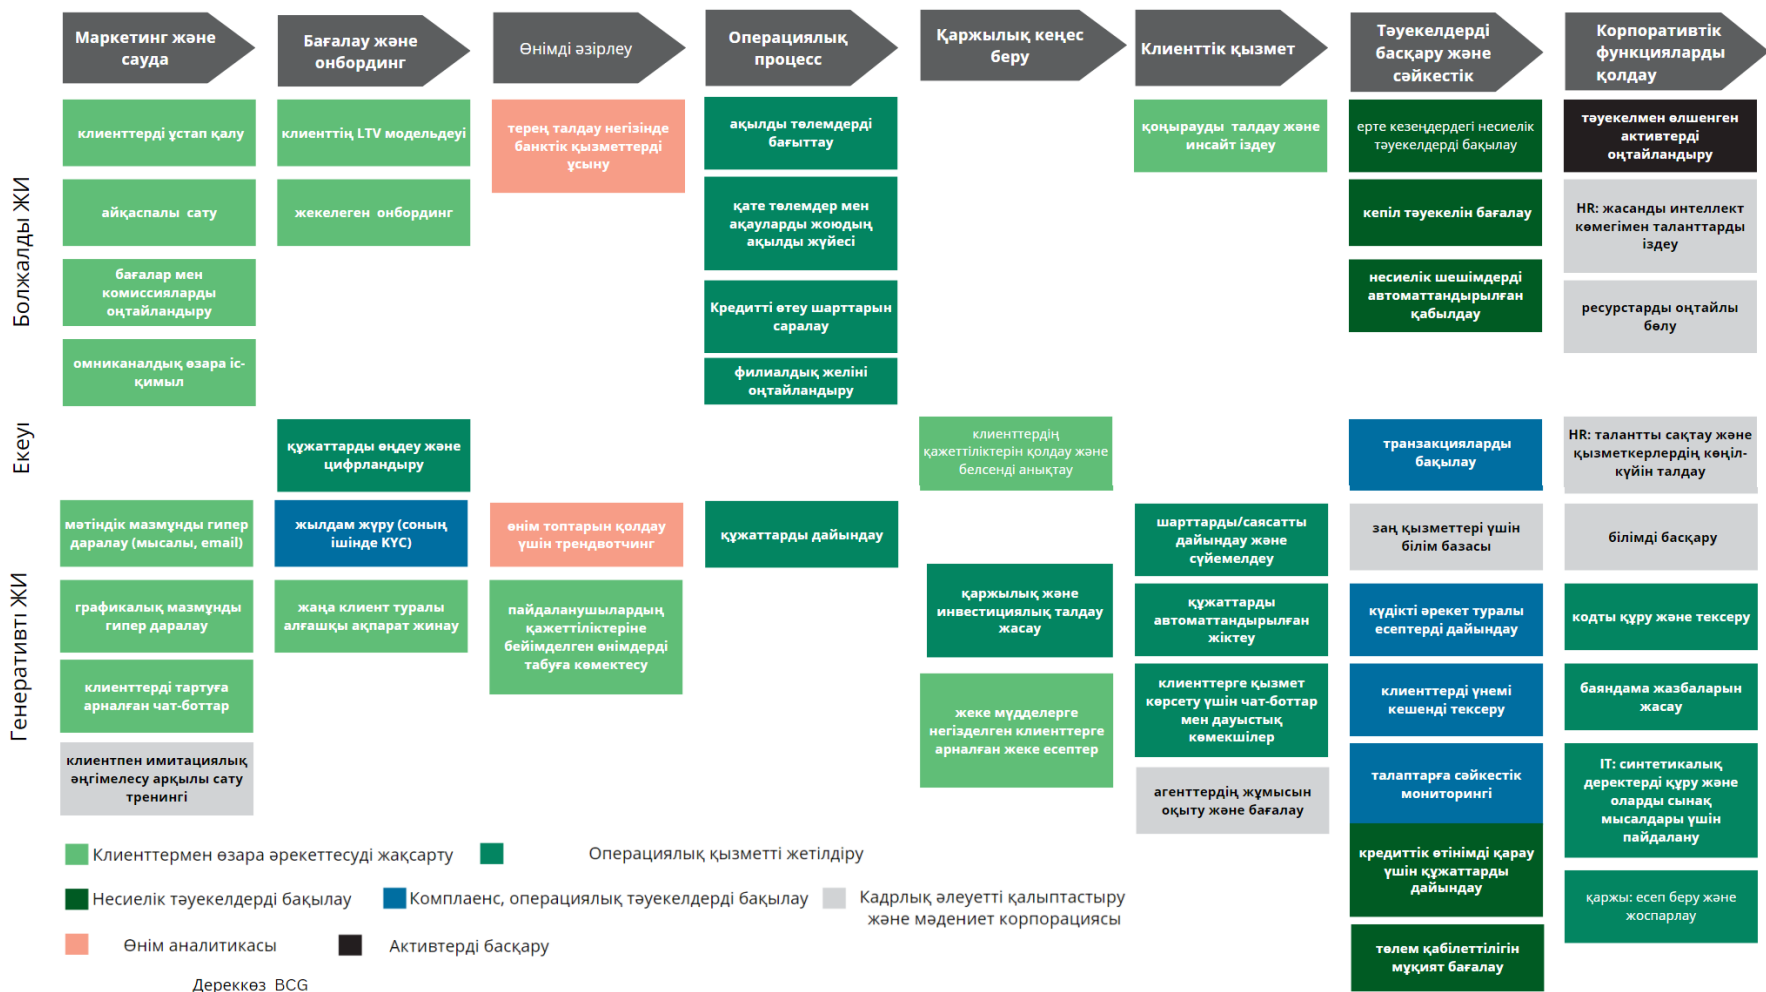 Маркетинг және
сауда
Бағалау және
онбординг
Өнімді әзірлеу
Операциялық
процесс
Қаржылық кеңес
беру
Клиенттік қызмет
Тәуекелдерді
басқару және
сәйкестік
Корпоративтік
функцияларды
қолдау
Болжалды ЖИ
клиенттерді ұстап қалу
айқаспалы сату
бағалар мен
комиссияларды
оңтайландыру
омниканалдық өзара іс-
қимыл
клиенттің LTV модельдеуі
жекелеген онбординг
терең талдау негізінде
банктік қызметтерді
ұсыну
ақылды төлемдерді
бағыттау
қате төлемдер мен
ақауларды жоюдың
ақылды жүйесі
Кредитті өтеу шарттарын
саралау
филиалдық желіні
оңтайландыру
қоңырауды талдау және
инсайт іздеу
ерте кезеңдердегі несиелік
тәуекелдерді бақылау
кепіл тәуекелін бағалау
несиелік шешімдерді
автоматтандырылған
қабылдау
тәуекелмен өлшенген
активтерді
оңтайландыру
HR: жасанды интеллект
көмегімен таланттарды
іздеу
ресурстарды оңтайлы
бөлу
Екеуі
құжаттарды өңдеу және
цифрландыру
клиенттердің
қажеттіліктерін қолдау және
белсенді анықтау
транзакцияларды
бақылау
HR: талантты сақтау және
қызметкерлердің көңіл-
күйін талдау
Генеративті ЖИ
мәтіндік мазмұнды гипер
даралау (мысалы, email)
графикалық мазмұнды
гипер даралау
клиенттерді тартуға
арналған чат-боттар
клиентпен имитациялық
әңгімелесу арқылы сату
тренингі
жылдам жүру (соның
ішінде KYC)
жаңа клиент туралы
алғашқы ақпарат жинау
өнім топтарын қолдау
үшін трендвотчинг
пайдаланушылардың
қажеттіліктеріне
бейімделген өнімдерді
табуға көмектесу
құжаттарды дайындау
қаржылық және
инвестициялық талдау
жасау
жеке мүдделерге
негізделген клиенттерге
арналған жеке есептер
шарттарды/саясатты
дайындау және
сүйемелдеу
құжаттарды
автоматтандырылған
жіктеу
клиенттерге қызмет
көрсету үшін чат-боттар
мен дауыстық
көмекшілер
агенттердің жұмысын
оқыту және бағалау
заң қызметтері үшін
білім базасы
күдікті әрекет туралы
есептерді дайындау
клиенттерді үнемі
кешенді тексеру
талаптарға сәйкестік
мониторингі
кредиттік өтінімді қарау
үшін құжаттарды
дайындау
төлем қабілеттілігін
мұқият бағалау
білімді басқару
кодты құру және тексеру
баяндама жазбаларын
жасау
IT: синтетикалық
деректерді құру және
оларды сынақ
мысалдары үшін
пайдалану
қаржы: есеп беру және
жоспарлау
Клиенттермен өзара әрекеттесуді жақсарту
Операциялық қызметті жетілдіру
Несиелік тәуекелдерді бақылау
Комплаенс, операциялық тәуекелдерді бақылау
Кадрлық әлеуетті қалыптастыру
және мәдениет корпорациясы
Өнім аналитикасы
Активтерді басқару
Дереккөз BCG